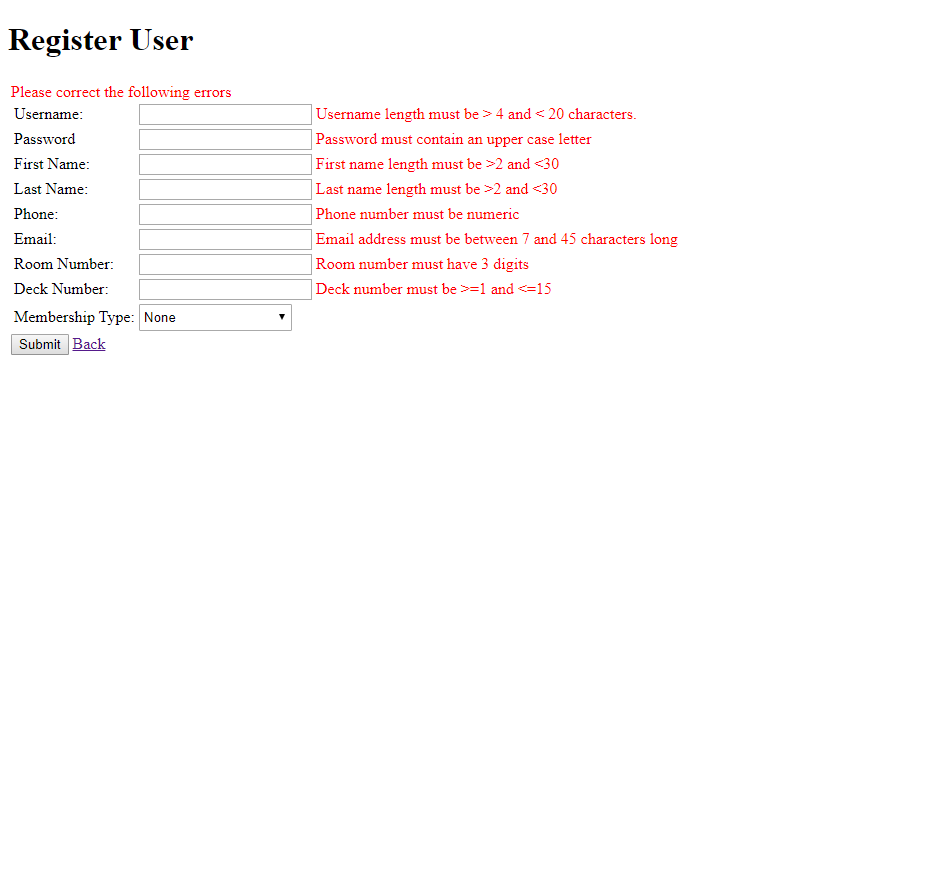 Register User
Please correct the following errors
Username: Username length must be > 4 and < 20 characters.
Password Password must contain an upper case letter
First Name: First name length must be >2 and <30
Last Name: Last name length must be >2 and <30
Phone: Phone number must be numeric
Email: Email address must be between 7 and 45 characters long
Room Number: Room number must have 3 digits
Deck Number: Deck number must be >=1 and <=15
Membership Type: None
Submit Back